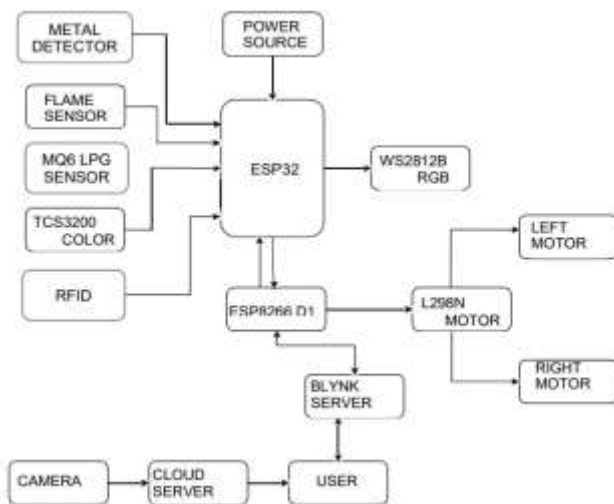 METAL
DETECTOR
POWER
SOURCE
FLAME
SENSOR
MQ6 LPG
SENSOR
ESP32
WS2812B
RGB
TCS3200
COLOR
LEFT
MOTOR
RFID
ESP8266 D1
L298N
MOTOR
RIGHT
MOTOR
BLYNK
SERVER
CAMERA
CLOUD
SERVER
USER